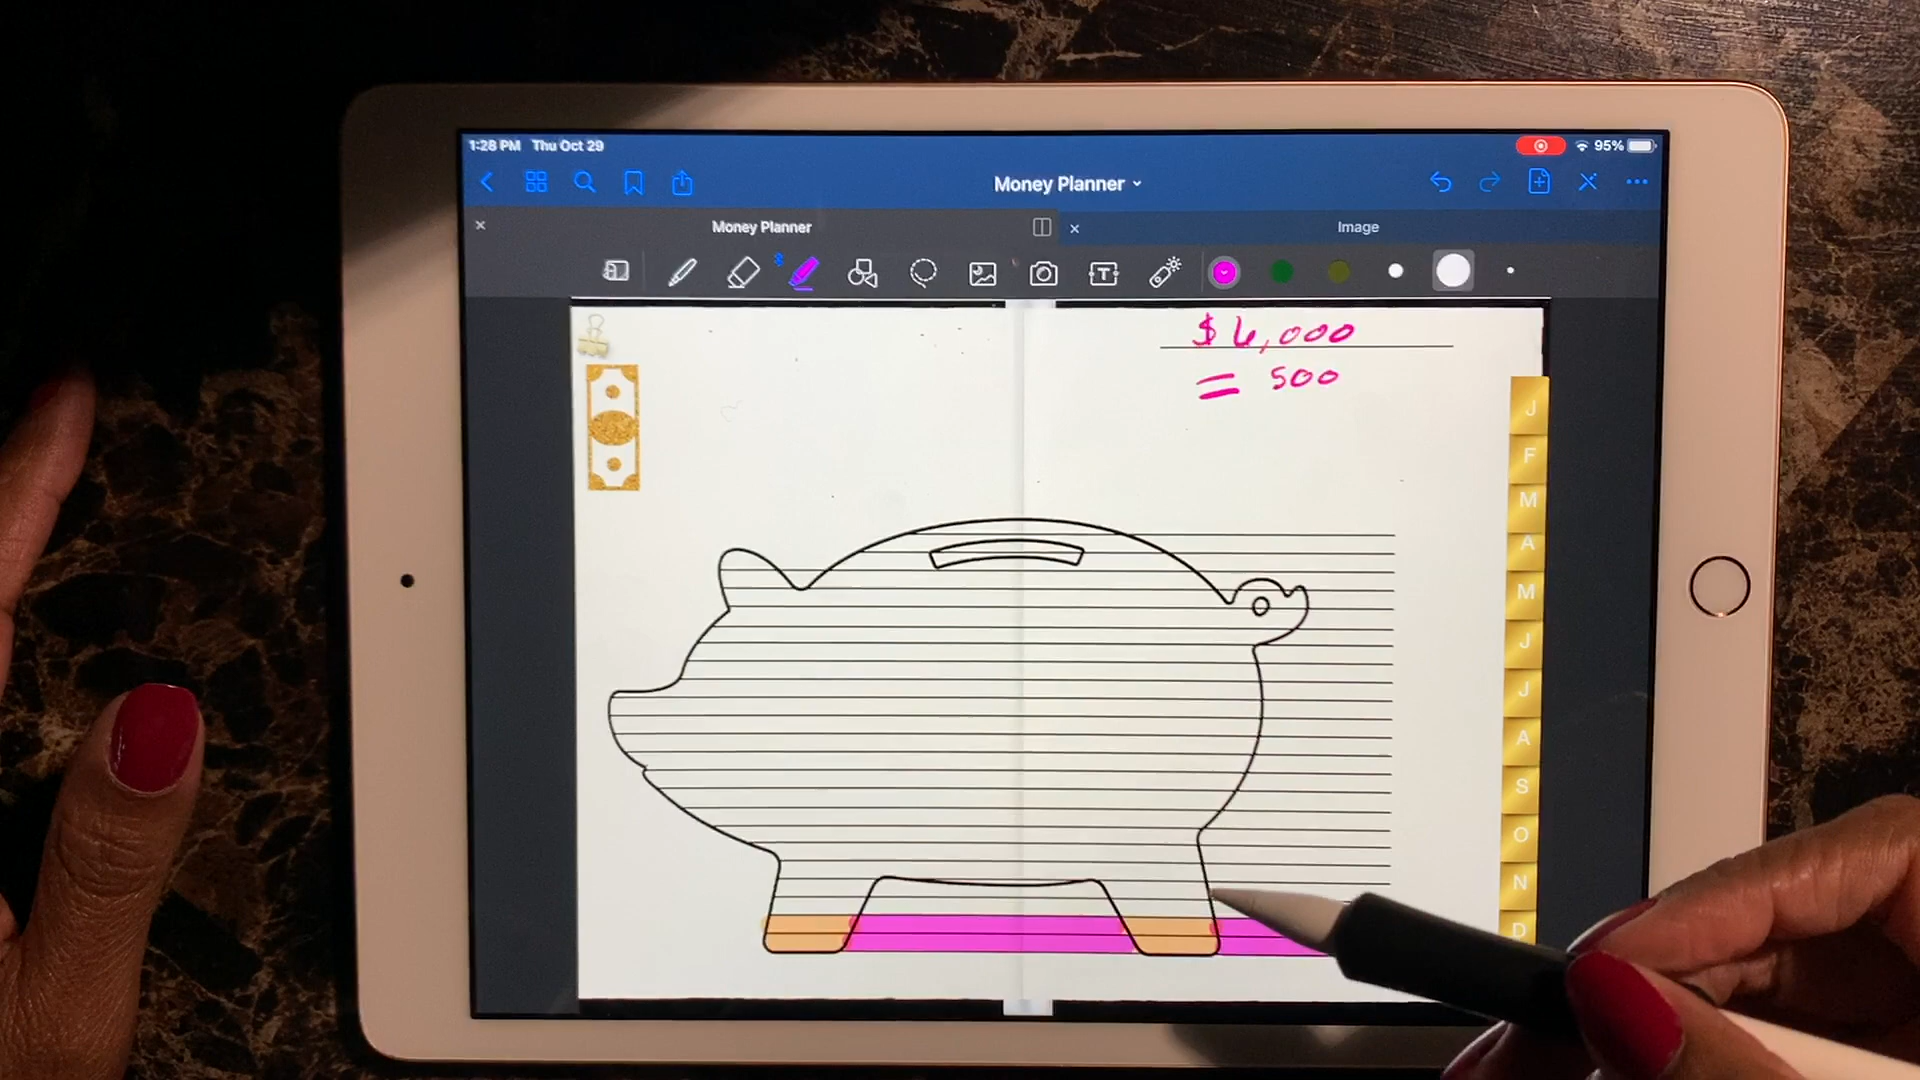 1:28 PM Thu Oct 29
95%
Money Planner
Money Planner
Image
T
$ 6,000
= 500
J
F
M
A
M
J
J
A
S
O
N
D